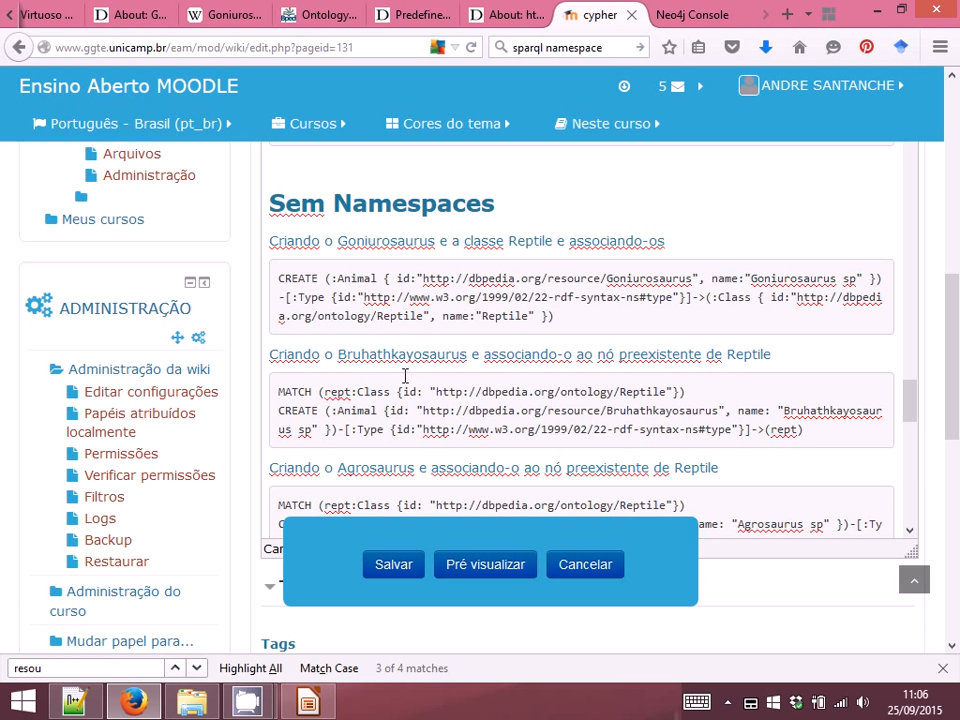 Virtuoso ...
About: G...
Goniuros...
Ontology...
Predefine...
About: ht...
cypher
Neo4j Console
www.ggte.unicamp.br/eam/mod/wiki/edit.php?pageid=131
sparql namespace
Ensino Aberto MOODLE
5
ANDRE SANTANCHE
Português - Brasil (pt_br)
Cursos
Cores do tema
Neste curso
Arquivos
Administração
Meus cursos
ADMINISTRAÇÃO
Administração da wiki
Editar configurações
Papéis atribuídos
localmente
Permissões
Verificar permissões
Filtros
Logs
Backup
Restaurar
Administração do
curso
Mudar papel para...
Sem Namespaces
Criando o Goniurosaurus e a classe Reptile e associando-os
CREATE (:Animal { id:"http://dbpedia.org/resource/Goniurosaurus", name:"Goniurosaurus sp" })
-[:Type {id:"http://www.w3.org/1999/02/22-rdf-syntax-ns#type"}]->(:Class { id:"http://dbpedi
a.org/ontology/Reptile", name:"Reptile" })
Criando o Bruhathkayosaurus e associando-o ao nó preexistente de Reptile
MATCH (rept:Class {id: "http://dbpedia.org/ontology/Reptile"})
CREATE (:Animal {id: "http://dbpedia.org/resource/Bruhathkayosaurus", name: "Bruhathkayosaur
us sp" })-[:Type {id:"http://www.w3.org/1999/02/22-rdf-syntax-ns#type"}]->(rept)
Criando o Agrosaurus e associando-o ao nó preexistente de Reptile
MATCH (rept:Class {id: "http://dbpedia.org/ontology/Reptile"})
ame: "Agrosaurus sp" })-[:Ty
Salvar
Pré visualizar
Cancelar
Tags
resou
Highlight All
Match Case
3 of 4 matches
11:06
25/09/2015